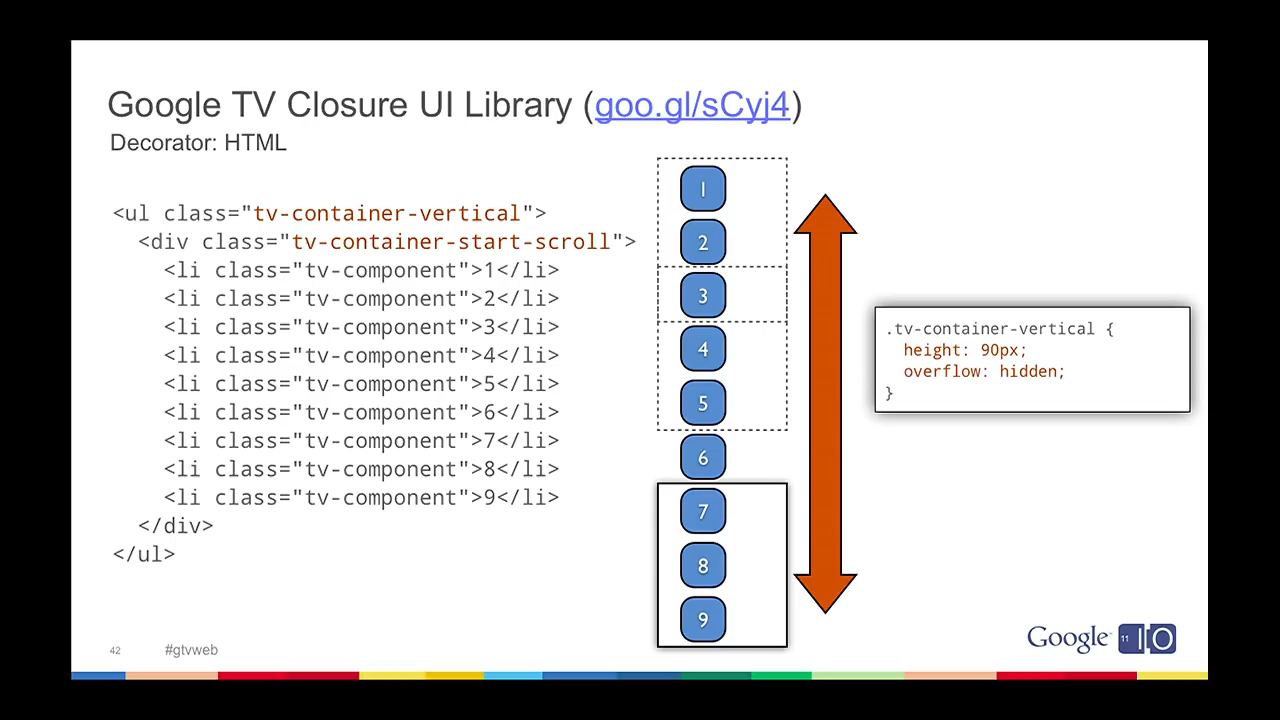 Google TV Closure UI Library (goo.gl/sCyj4)
Decorator: HTML
<ul class="tv-container-vertical">
<div class="tv-container-start-scroll">
<li class="tv-component">1</li>
<li class="tv-component">2</li>
<li class="tv-component">3</li>
<li class="tv-component">4</li>
<li class="tv-component">5</li>
<li class="tv-component">6</li>
<li class="tv-component">7</li>
<li class="tv-component">8</li>
<li class="tv-component">9</li>
</div>
</ul>
1
2
3
4
5
6
7
8
9
.tv-container-vertical {
height: 90px;
overflow: hidden;
}
42 #gtvweb
Google 11 IO